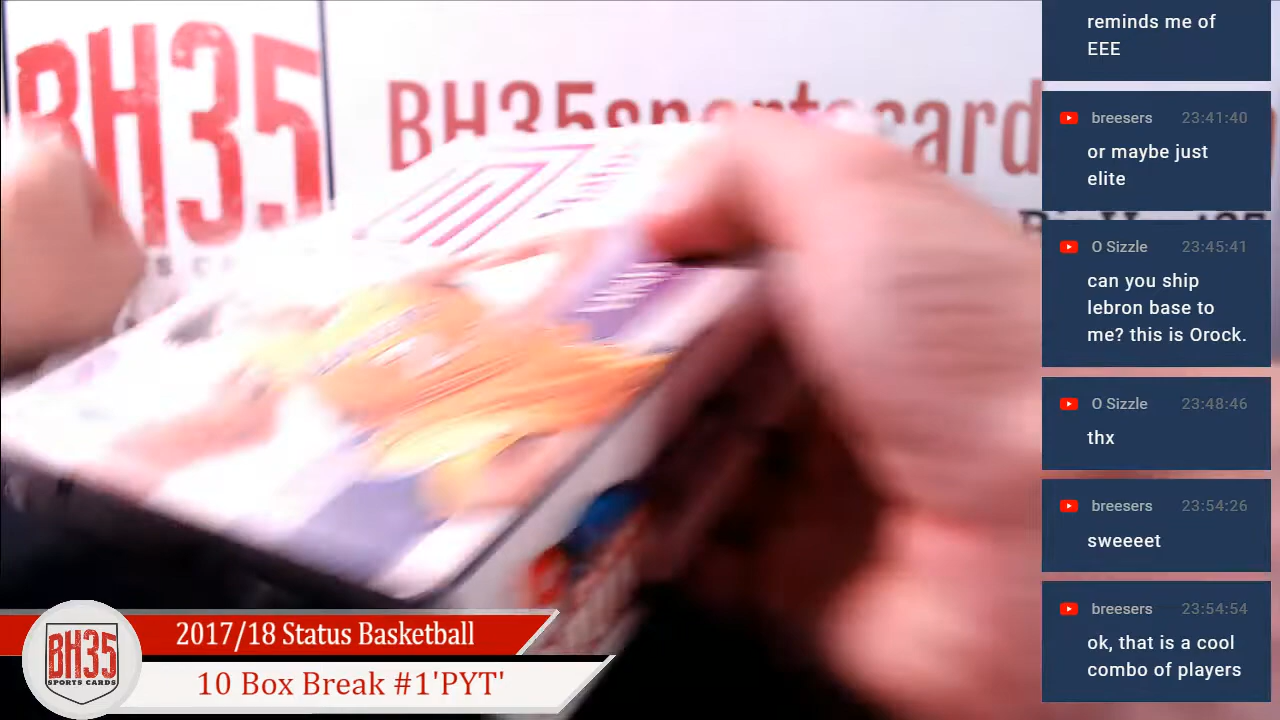 BH35
BH35sportscard
reminds me of
EEE
breesers 23:41:40
or maybe just
elite
O Sizzle 23:45:41
can you ship
lebron base to
me? this is Orock.
O Sizzle 23:48:46
thx
breesers 23:54:26
sweeeet
breesers 23:54:54
ok, that is a cool
combo of players
2017/18 Status Basketball
10 Box Break #1'PYT'
BH35
SPORTS CARDS